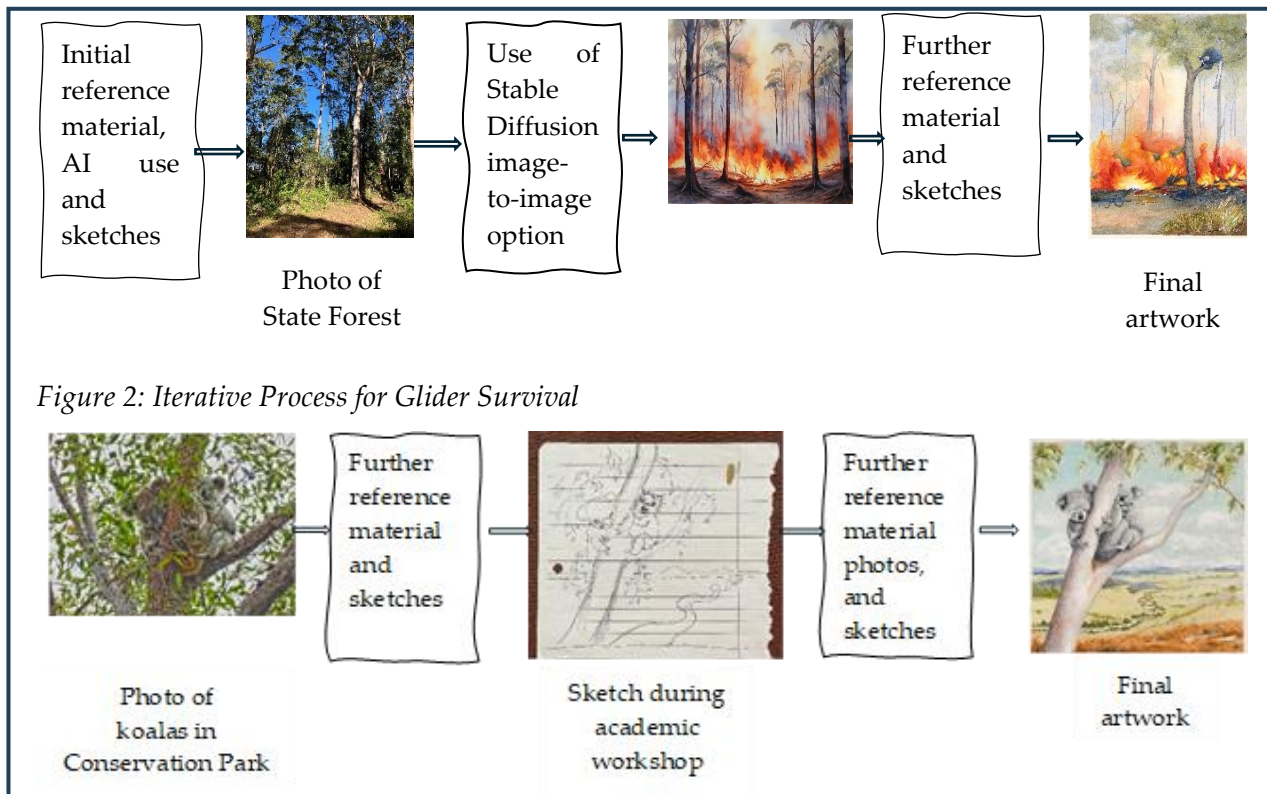 Initial
reference
material,
AI use
and
sketches
Photo of
State Forest
Use of
Stable
Diffusion
image-
to-image
option
Further
reference
material
and
sketches
Final
artwork
Figure 2: Iterative Process for Glider Survival
Photo of
koalas in
Conservation Park
Further
reference
material
and
sketches
Sketch during
academic
workshop
Further
reference
material
photos,
and
sketches
Final
artwork